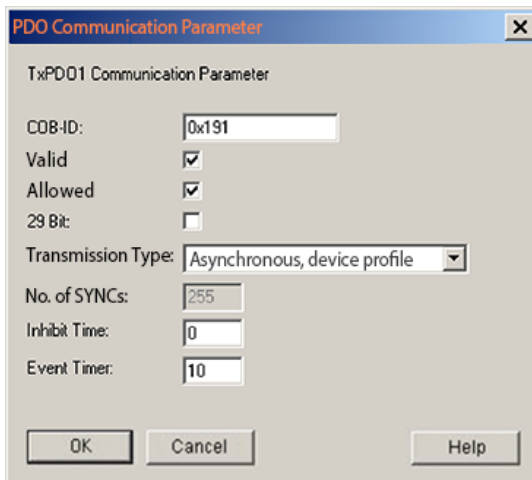 PDO Communication Parameter
TxPDO1 Communication Parameter
COB-ID: 0x191
Valid
Allowed
29 Bit:
Transmission Type: Asynchronous, device profile
No. of SYNCs: 255
Inhibit Time: 0
Event Timer: 10
OK Cancel Help